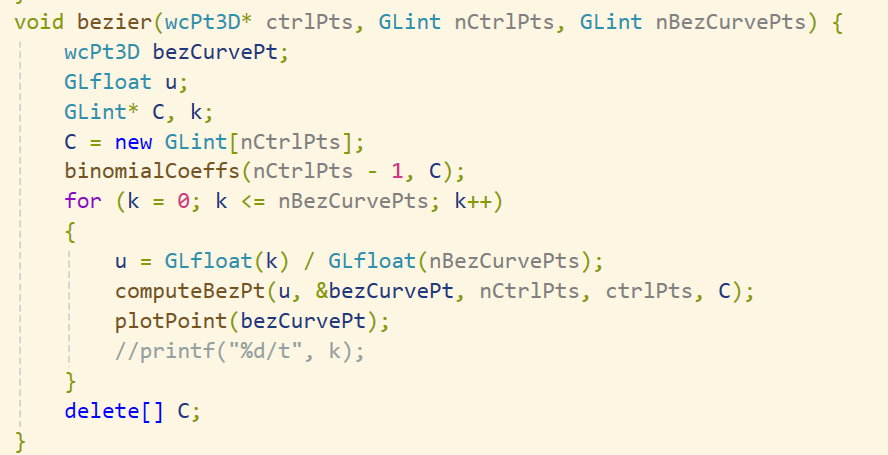 void bezier(wcPt3D* ctrlPts, GLint nCtrlPts, GLint nBezCurvePts) {
    wcPt3D bezCurvePt;
    GLfloat u;
    GLint* C, k;
    C = new GLint[nCtrlPts];
    binomialCoeffs(nCtrlPts - 1, C);
    for (k = 0; k <= nBezCurvePts; k++)
    {
        u = GLfloat(k) / GLfloat(nBezCurvePts);
        computeBezPt(u, &bezCurvePt, nCtrlPts, ctrlPts, C);
        plotPoint(bezCurvePt);
        //printf("%d/t", k);
    }
    delete[] C;
}